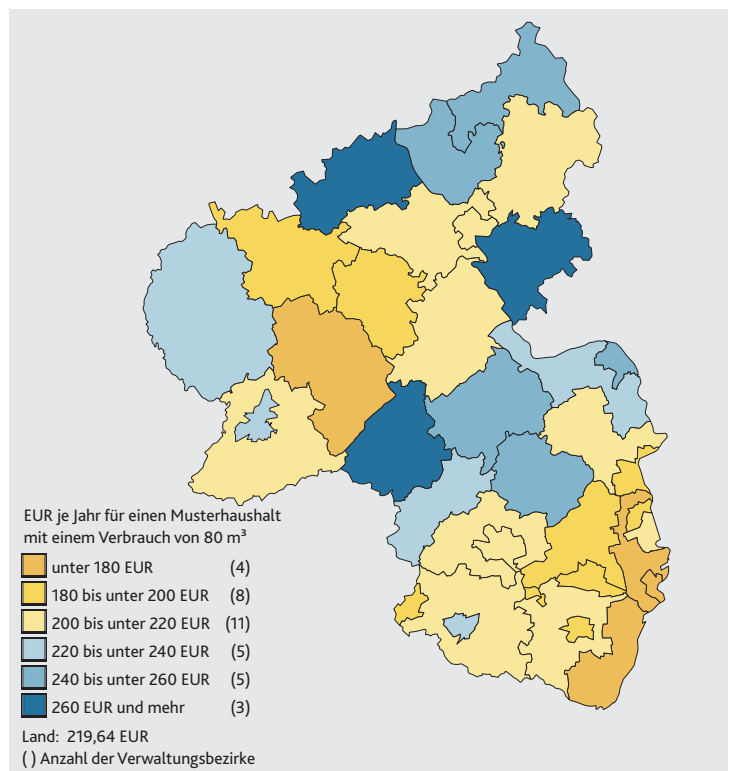 EUR je Jahr für einen Musterhaushalt
mit einem Verbrauch von 80 m³
unter 180 EUR (4)
180 bis unter 200 EUR (8)
200 bis unter 220 EUR (11)
220 bis unter 240 EUR (5)
240 bis unter 260 EUR (5)
260 EUR und mehr (3)
Land: 219,64 EUR
( ) Anzahl der Verwaltungsbezirke